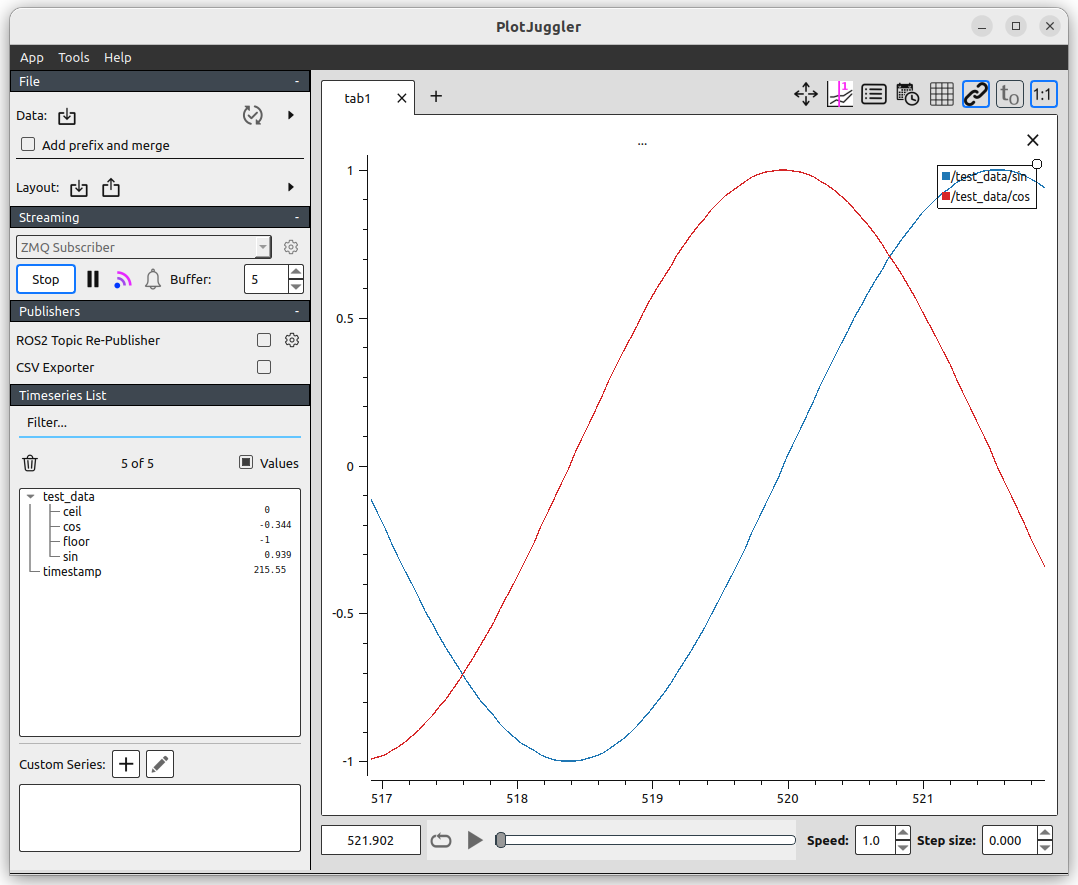 PlotJuggler
App Tools Help
File -
Data:
Add prefix and merge
Layout:
Streaming -
ZMQ Subscriber
Stop Buffer: 5
Publishers -
ROS2 Topic Re-Publisher
CSV Exporter
Timeseries List
Filter...
5 of 5 Values
test_data
ceil 0
cos -0.344
floor -1
sin 0.939
timestamp 215.55
Custom Series:
tab1
1
t0
1:1
...
/test_data/sin
/test_data/cos
1
0.5
0
-0.5
-1
517 518 519 520 521
521.902 Speed: 1.0 Step size: 0.000